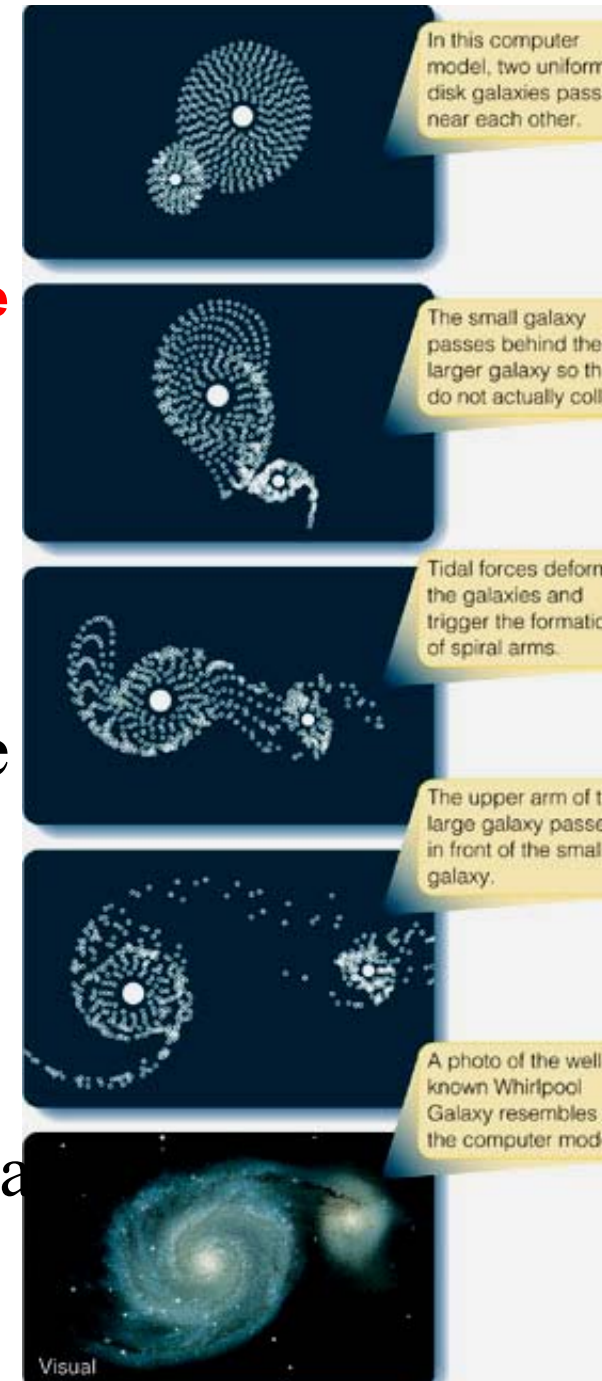 In this computer
model, two uniform
disk galaxies pass
near each other.
e
The small galaxy
passes behind the
larger galaxy so th
do not actually coll
Tidal forces deform
the galaxies and
trigger the formatio
of spiral arms.
e
The upper arm of t
large galaxy passe
in front of the small
galaxy.
A photo of the well
known Whirlpool
Galaxy resembles
the computer mode
a
Visual